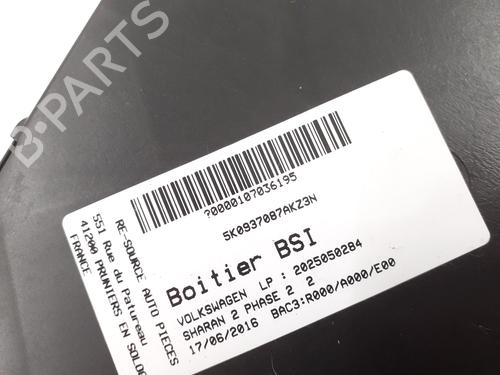 ?0000107036195
5K0937087AKZ3N
Boitier BSI
VOLKSWAGEN LP : 2025050284
SHARAN 2 PHASE 2 2
17/06/2016 BAC3:R000/A000/E00
RE-SOURCE AUTO PIECES
551 Rue du Patureau
41200 PRUNIERS EN SOLOG
FRANCE
B-PARTS